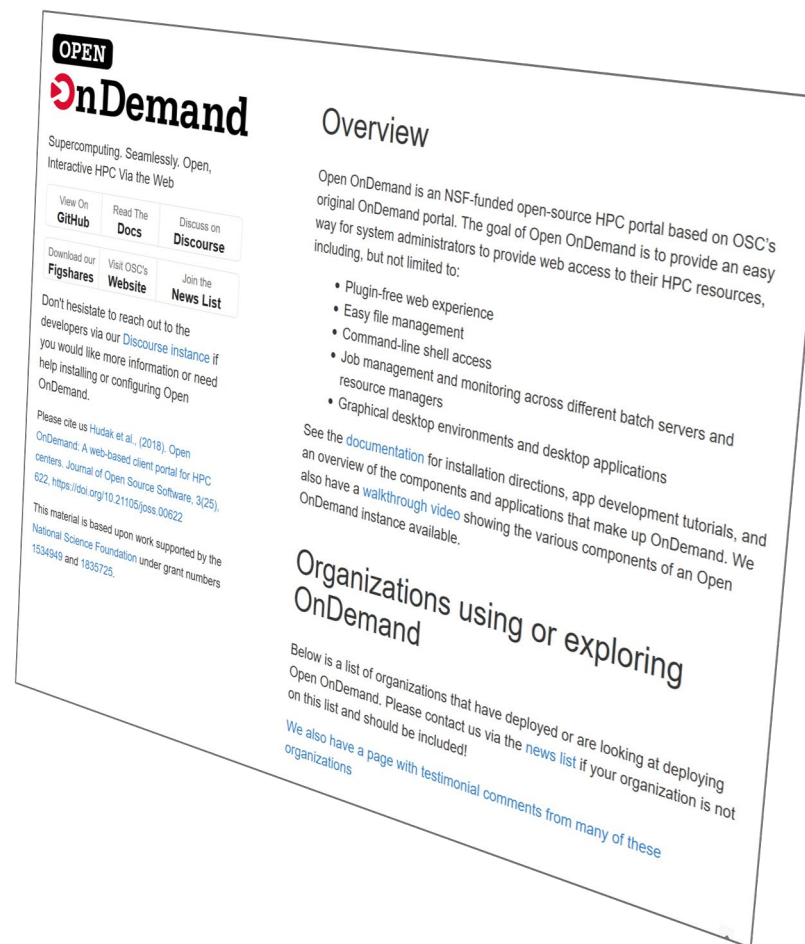 OPEN
OnDemand
Supercomputing. Seamlessly. Open,
Interactive HPC Via the Web
View On
GitHub
Read The
Docs
Discuss on
Discourse
Download our
Figshares
Visit OSC's
Website
Join the
News List
Don't hesistate to reach out to the
developers via our Discourse instance if
you would like more information or need
help installing or configuring Open
OnDemand.
Please cite us Hudak et al., (2018). Open
OnDemand: A web-based client portal for HPC
centers. Journal of Open Source Software, 3(25),
622, https://doi.org/10.21105/joss.00622
This material is based upon work supported by the
National Science Foundation under grant numbers
1534949 and 1835725.
Overview
Open OnDemand is an NSF-funded open-source HPC portal based on OSC's
original OnDemand portal. The goal of Open OnDemand is to provide an easy
way for system administrators to provide web access to their HPC resources,
including, but not limited to:
• Plugin-free web experience
• Easy file management
• Command-line shell access
• Job management and monitoring across different batch servers and
resource managers
• Graphical desktop environments and desktop applications
See the documentation for installation directions, app development tutorials, and
an overview of the components and applications that make up OnDemand. We
also have a walkthrough video showing the various components of an Open
OnDemand instance available.
Organizations using or exploring
OnDemand
Below is a list of organizations that have deployed or are looking at deploying
Open OnDemand. Please contact us via the news list if your organization is not
on this list and should be included!
We also have a page with testimonial comments from many of these
organizations